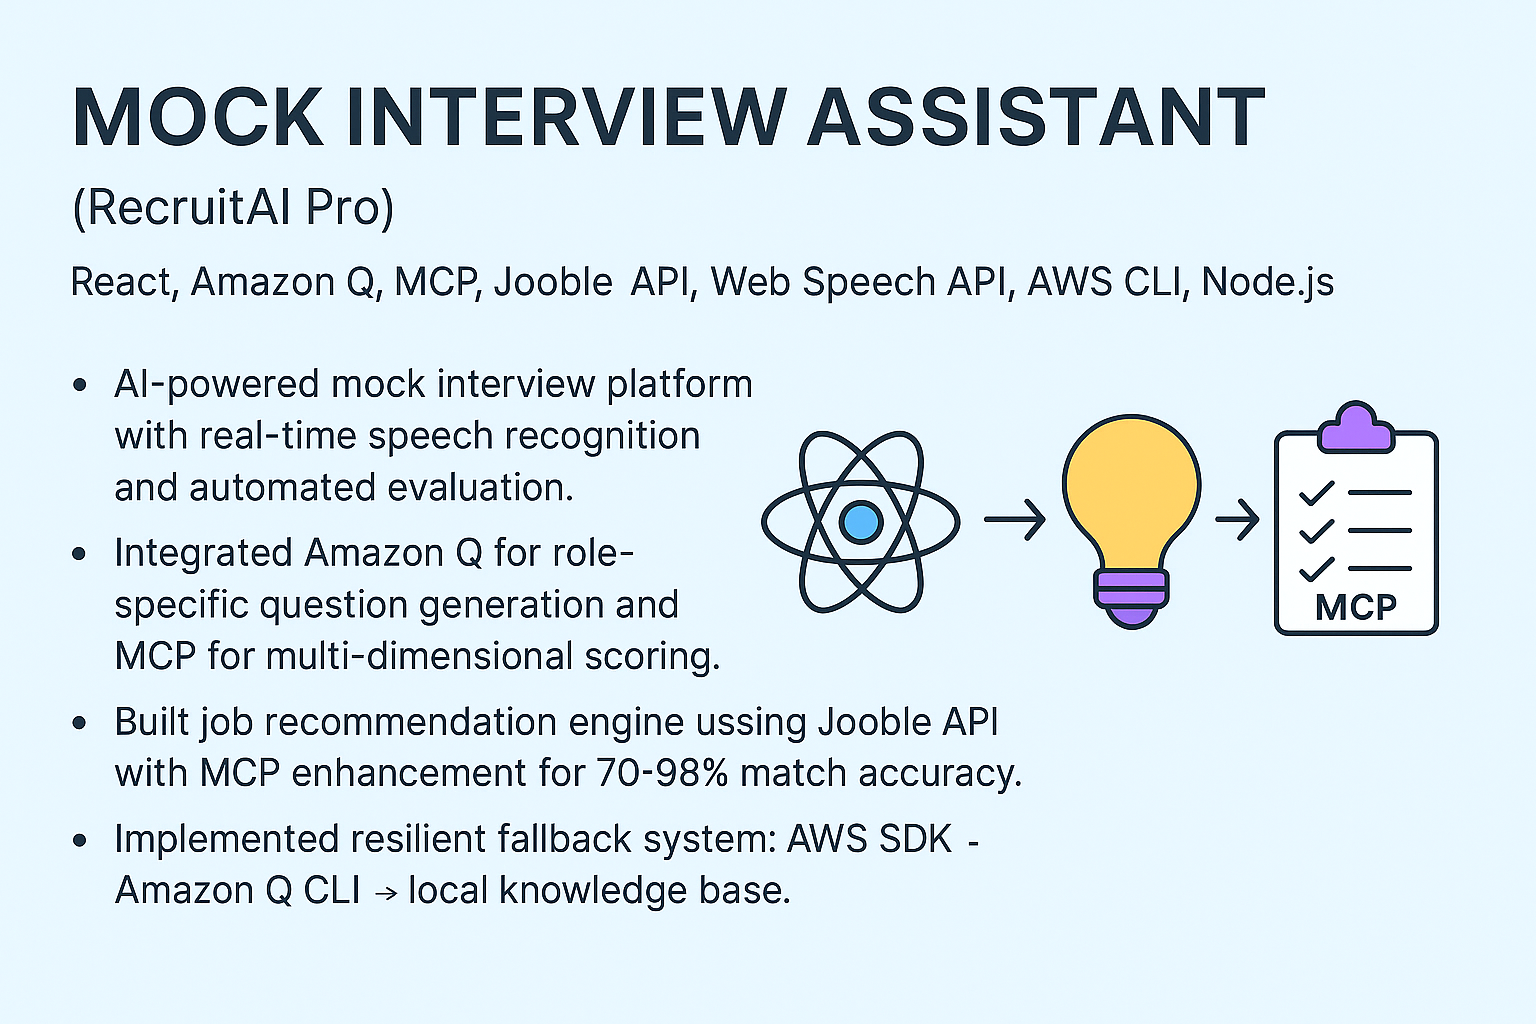 MOCK INTERVIEW ASSISTANT
(RecruitAI Pro)
React, Amazon Q, MCP, Jooble API, Web Speech API, AWS CLI, Node.js
• AI-powered mock interview platform
with real-time speech recognition
and automated evaluation.
• Integrated Amazon Q for role-
specific question generation and
MCP for multi-dimensional scoring.
• Built job recommendation engine ussing Jooble API
with MCP enhancement for 70-98% match accuracy.
• Implemented resilient fallback system: AWS SDK -
Amazon Q CLI → local knowledge base.
MCP